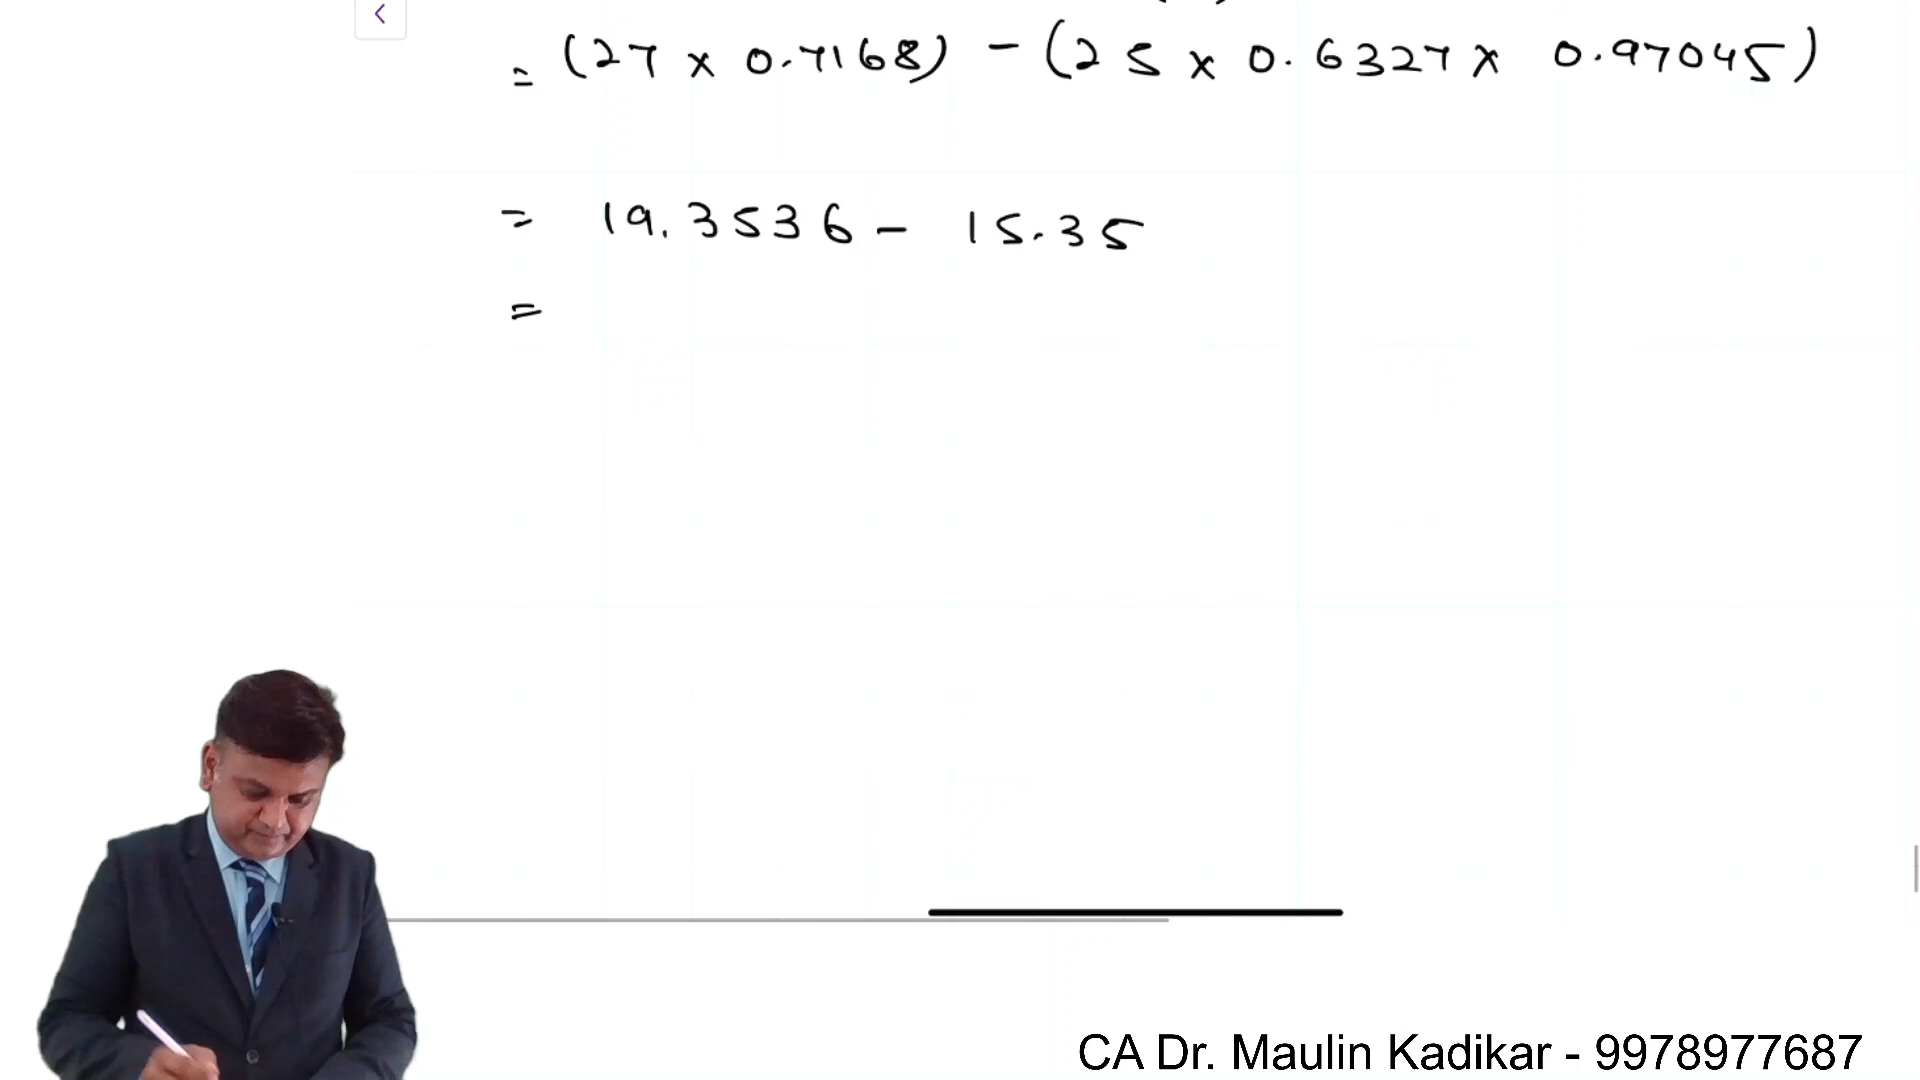 = (27 x 0.7168) - (25 x 0.6327 x 0.97045)
= 19.3536 - 15.35
=
CA Dr. Maulin Kadikar - 9978977687